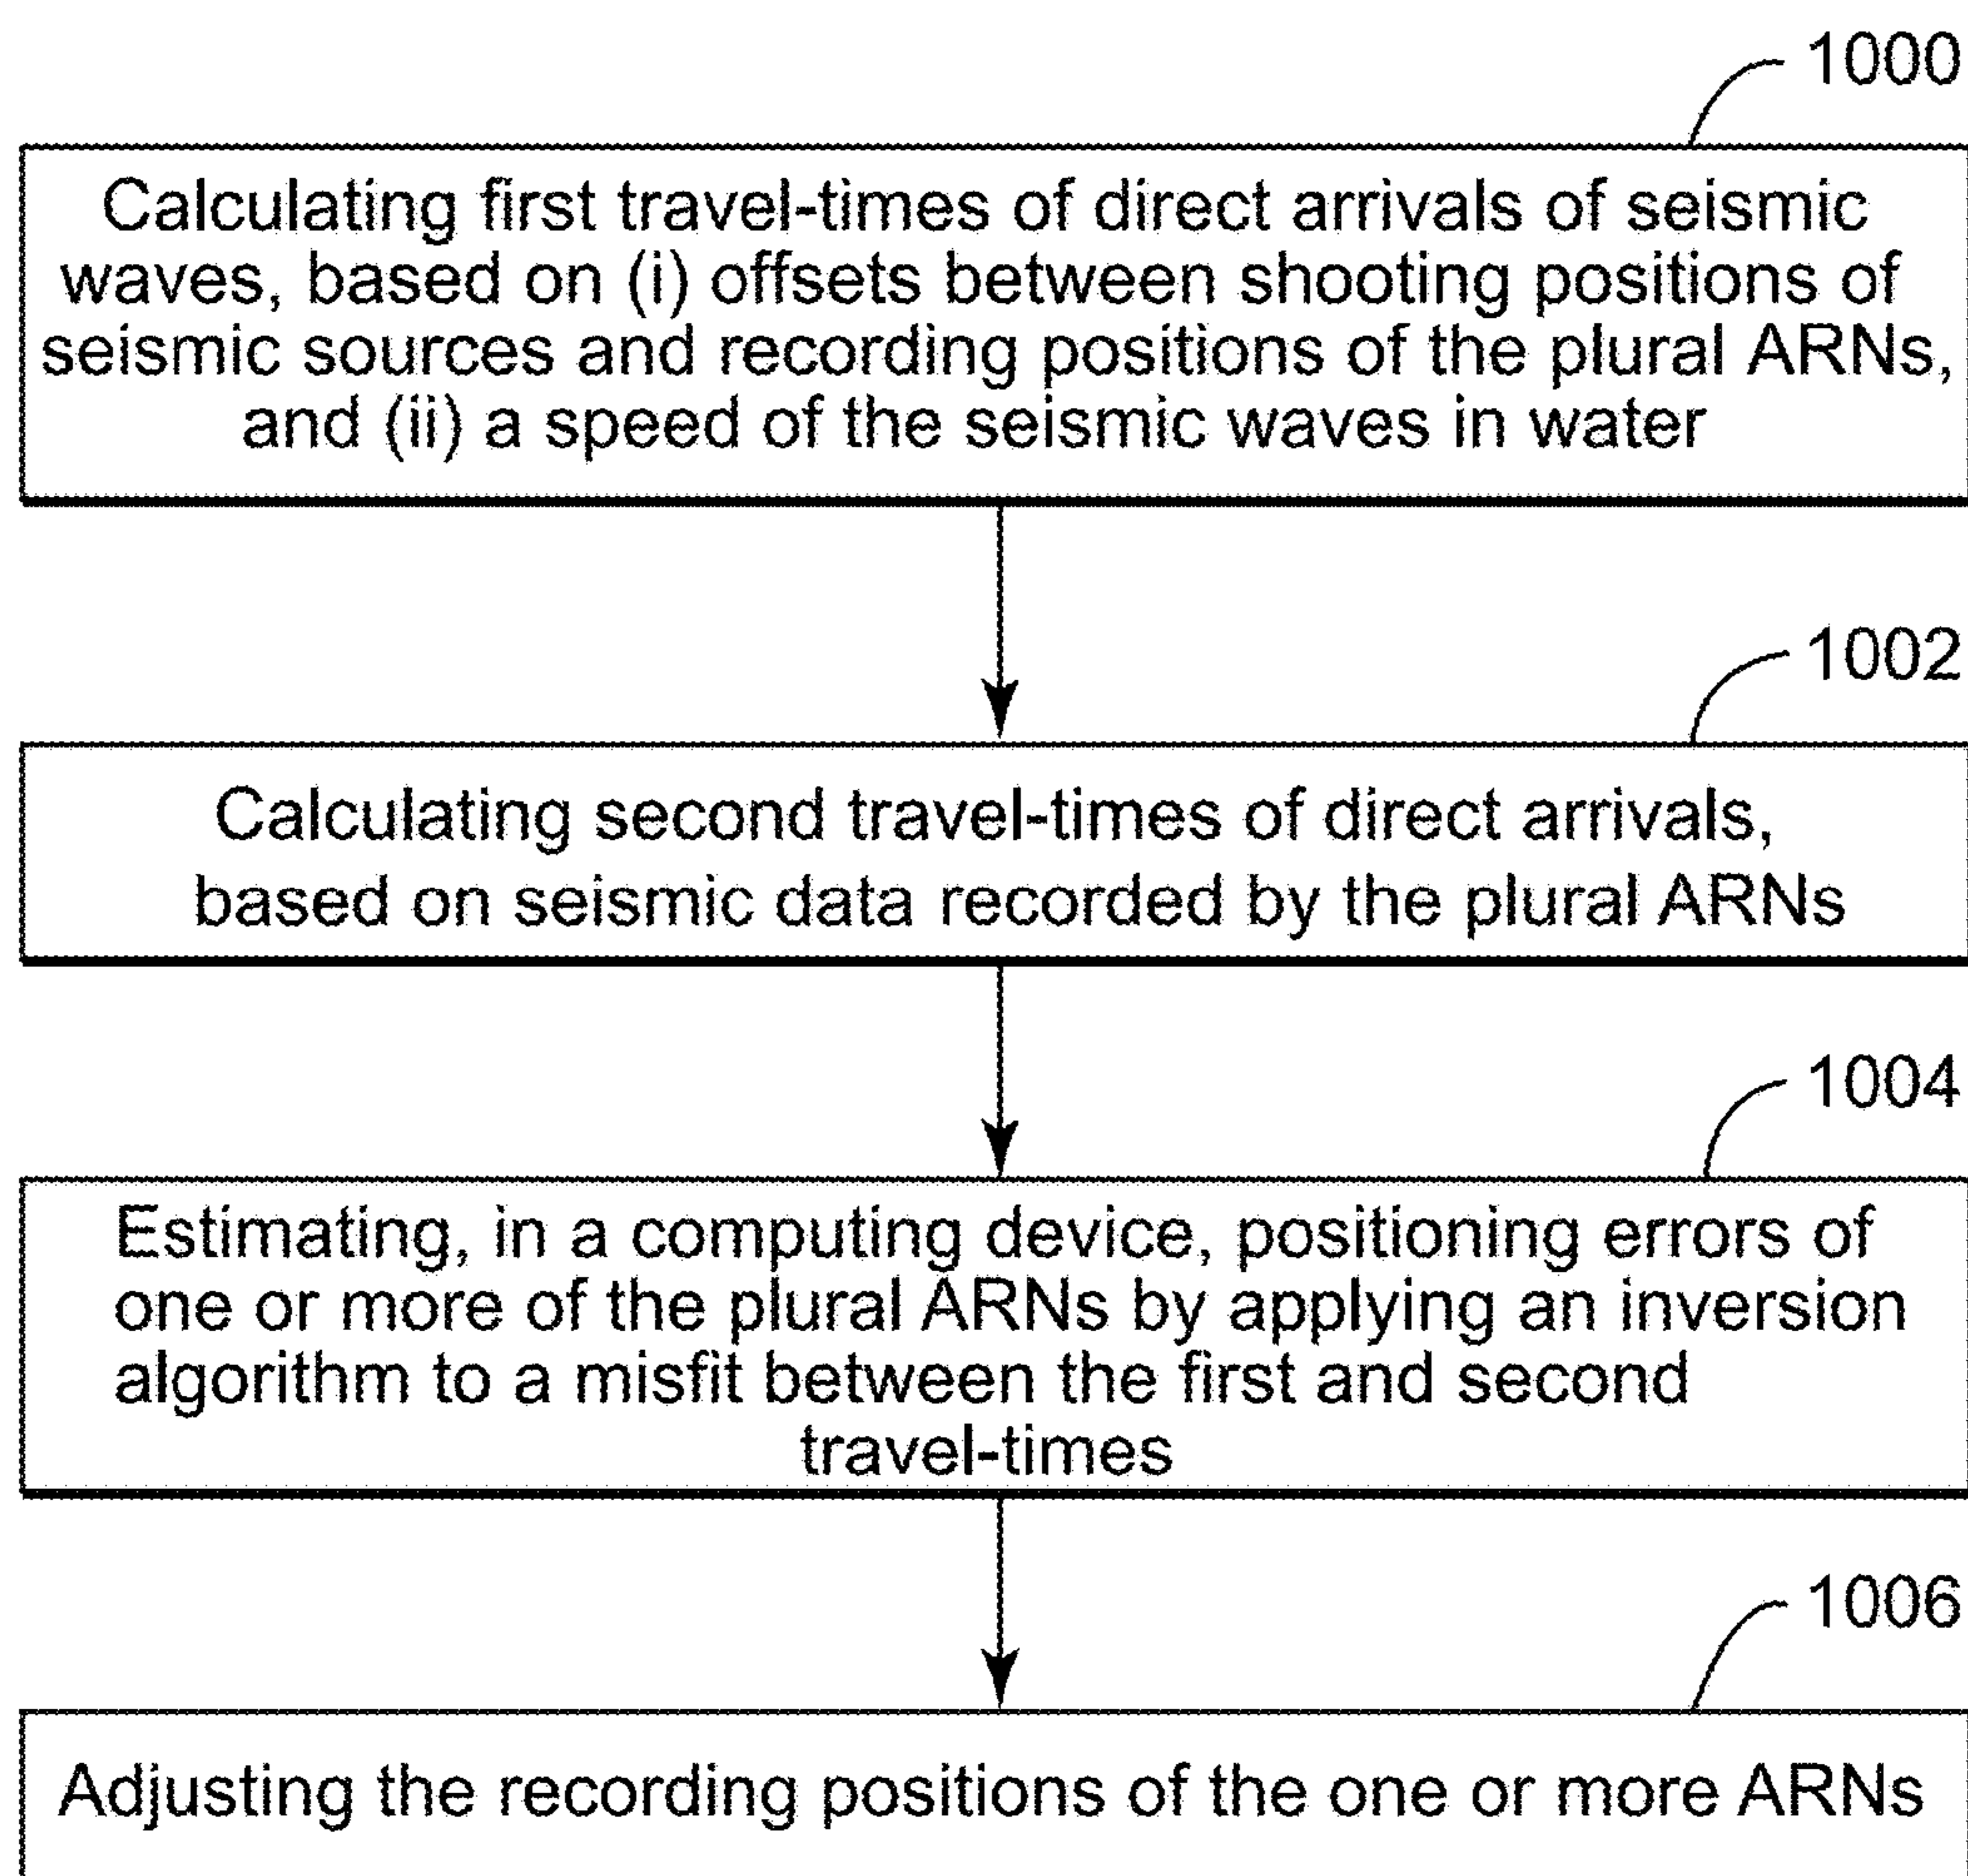 1000
Calculating first travel-times of direct arrivals of seismic
waves, based on (i) offsets between shooting positions of
seismic sources and recording positions of the plural ARNs,
and (ii) a speed of the seismic waves in water
1002
Calculating second travel-times of direct arrivals,
based on seismic data recorded by the plural ARNs
1004
Estimating, in a computing device, positioning errors of
one or more of the plural ARNs by applying an inversion
algorithm to a misfit between the first and second
travel-times
1006
Adjusting the recording positions of the one or more ARNs